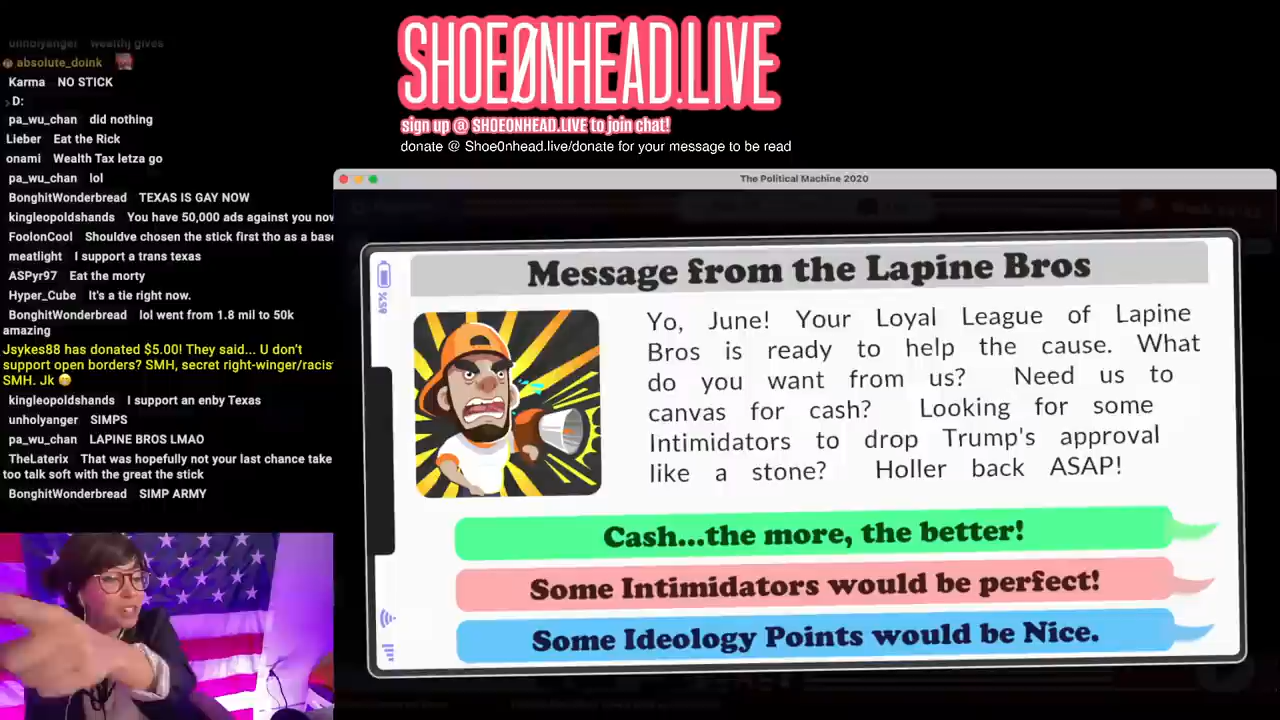 unholyanger wealthj gives
absolute_doink
Karma NO STICK
D:
pa_wu_chan did nothing
Lieber Eat the Rick
onami Wealth Tax letza go
pa_wu_chan lol
BonghitWonderbread TEXAS IS GAY NOW
kingleopoldshands You have 50,000 ads against you now
FoolonCool Shouldve chosen the stick first tho as a base
meatlight I support a trans texas
ASPyr97 Eat the morty
Hyper_Cube It's a tie right now.
BonghitWonderbread lol went from 1.8 mil to 50k
amazing
Jsykes88 has donated $5.00! They said... U don't
support open borders? SMH, secret right-winger/racist
SMH. Jk
kingleopoldshands I support an enby Texas
unholyanger SIMPS
pa_wu_chan LAPINE BROS LMAO
TheLaterix That was hopefully not your last chance take
too talk soft with the great the stick
BonghitWonderbread SIMP ARMY
SHOE0NHEAD.LIVE
sign up @ SHOE0NHEAD.LIVE to join chat!
donate @ Shoe0nhead.live/donate for your message to be read
The Political Machine 2020
65%
Message from the Lapine Bros
Yo, June! Your Loyal League of Lapine
Bros is ready to help the cause. What
do you want from us? Need us to
canvas for cash? Looking for some
Intimidators to drop Trump's approval
like a stone? Holler back ASAP!
Cash...the more, the better!
Some Intimidators would be perfect!
Some Ideology Points would be Nice.